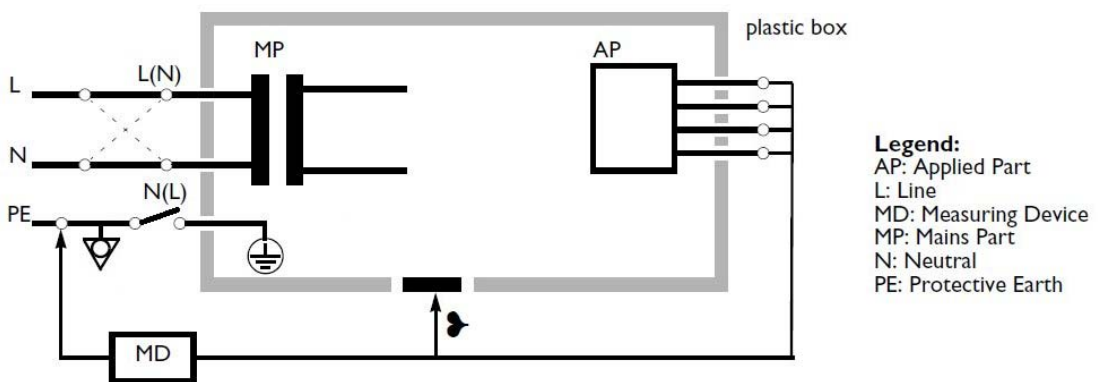 plastic box
MP
AP
L
L(N)
N
N(L)
PE
MD
Legend:
AP: Applied Part
L: Line
MD: Measuring Device
MP: Mains Part
N: Neutral
PE: Protective Earth